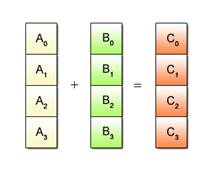 A₀ B₀ C₀
A₁ B₁ C₁
+ =
A₂ B₂ C₂
A₃ B₃ C₃